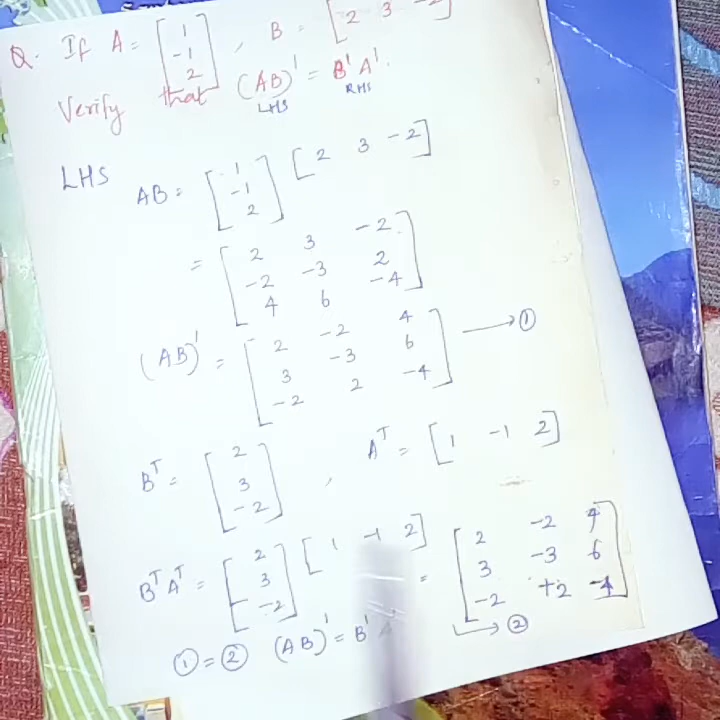 Q. If A = [1 -1 2], B = [2 3 -2]
Verify that (AB)' = B'A'.
LHS RHS
LHS AB = [1 -1 2] [2 3 -2]
= [2 3 -2
-2 -3 2
4 6 -4]
(AB)' = [2 -2 4
3 -3 6
-2 2 -4] → ①
Bᵀ = [2 3 -2], Aᵀ = [1 -1 2]
BᵀAᵀ = [2 3 -2] [1 -1 2] = [2 -2 4
3 -3 6
-2 +2 -4]
→ ②
① = ② (AB)' = B'